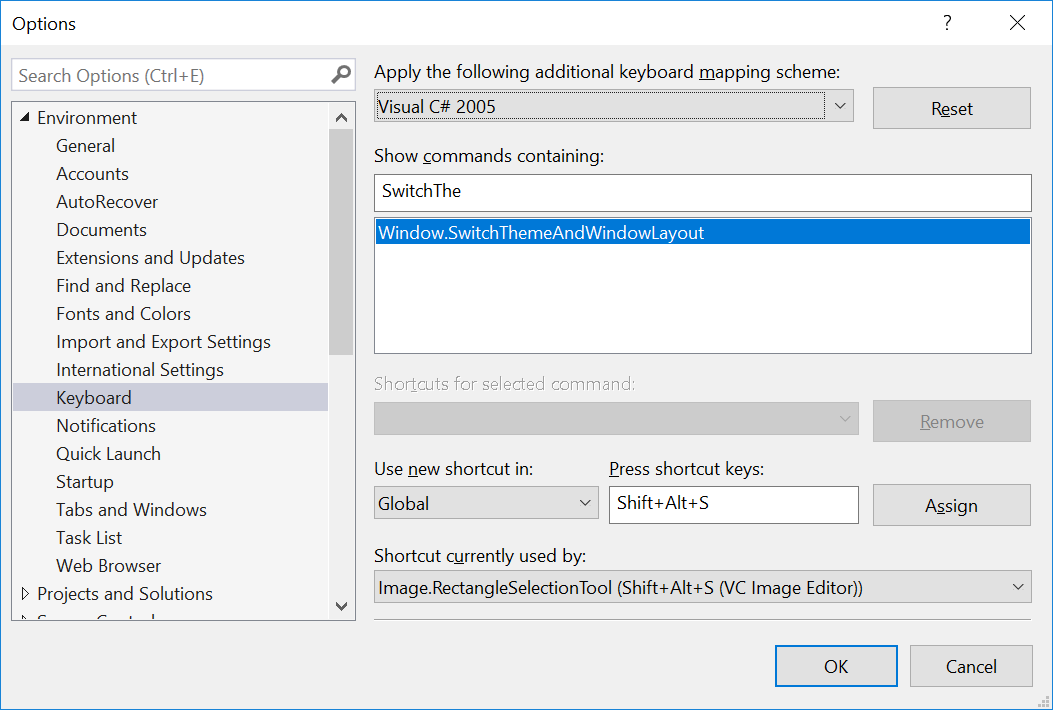 Options
?
Search Options (Ctrl+E)
Environment
General
Accounts
AutoRecover
Documents
Extensions and Updates
Find and Replace
Fonts and Colors
Import and Export Settings
International Settings
Keyboard
Notifications
Quick Launch
Startup
Tabs and Windows
Task List
Web Browser
Projects and Solutions
Apply the following additional keyboard mapping scheme:
Visual C# 2005
Reset
Show commands containing:
SwitchThe
Window.SwitchThemeAndWindowLayout
Shortcuts for selected command:
Remove
Use new shortcut in:
Press shortcut keys:
Global
Shift+Alt+S
Assign
Shortcut currently used by:
Image.RectangleSelectionTool (Shift+Alt+S (VC Image Editor))
OK
Cancel